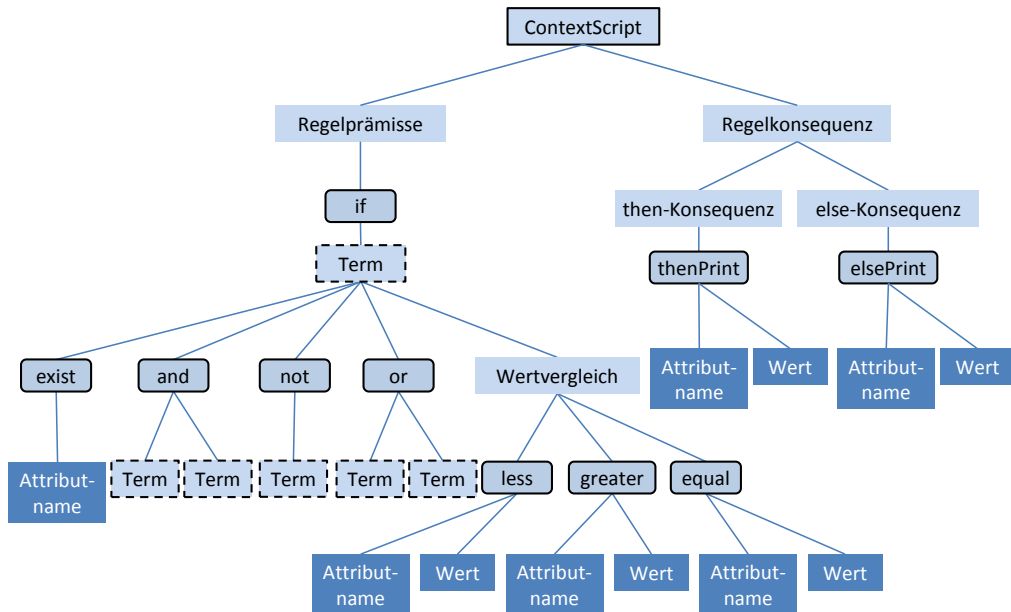 ContextScript
Regelprämisse
Regelkonsequenz
if
then-Konsequenz
else-Konsequenz
Term
thenPrint
elsePrint
exist
and
not
or
Wertvergleich
Attribut-
name
Wert
Attribut-
name
Wert
Attribut-
name
Term
Term
Term
Term
Term
less
greater
equal
Attribut-
name
Wert
Attribut-
name
Wert
Attribut-
name
Wert